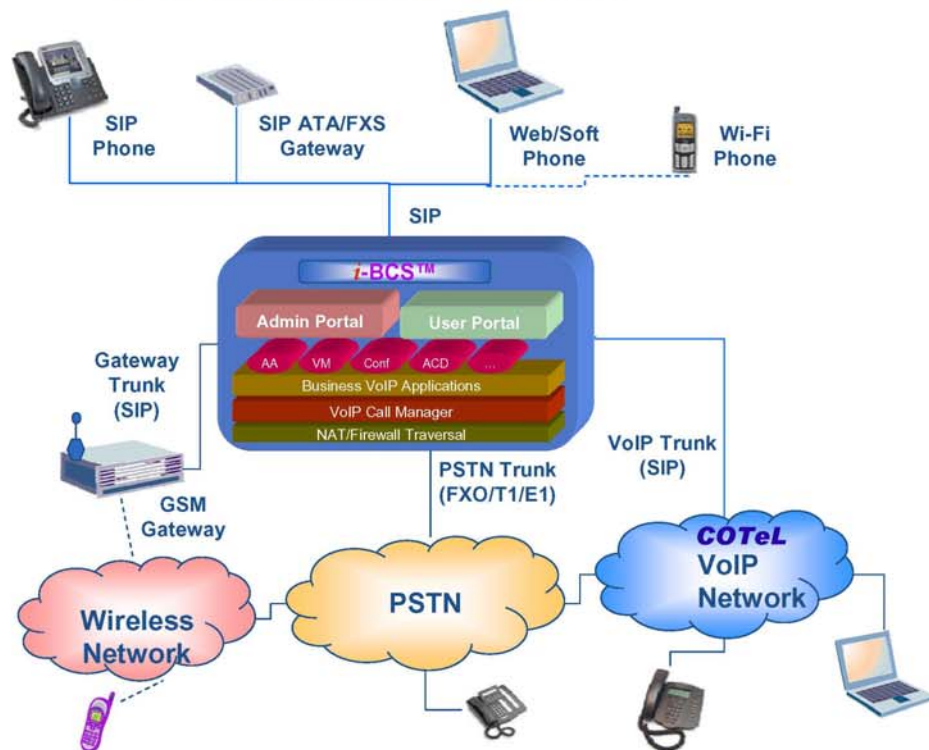 SIP
Phone
SIP ATA/FXS
Gateway
Web/Soft
Phone
Wi-Fi
Phone
SIP
i-BCS™
Admin Portal
User Portal
AA
VM
Conf
ACD
...
Business VoIP Applications
VoIP Call Manager
NAT/Firewall Traversal
Gateway
Trunk
(SIP)
GSM
Gateway
PSTN Trunk
(FXO/T1/E1)
VoIP Trunk
(SIP)
Wireless
Network
PSTN
COTeL
VoIP
Network